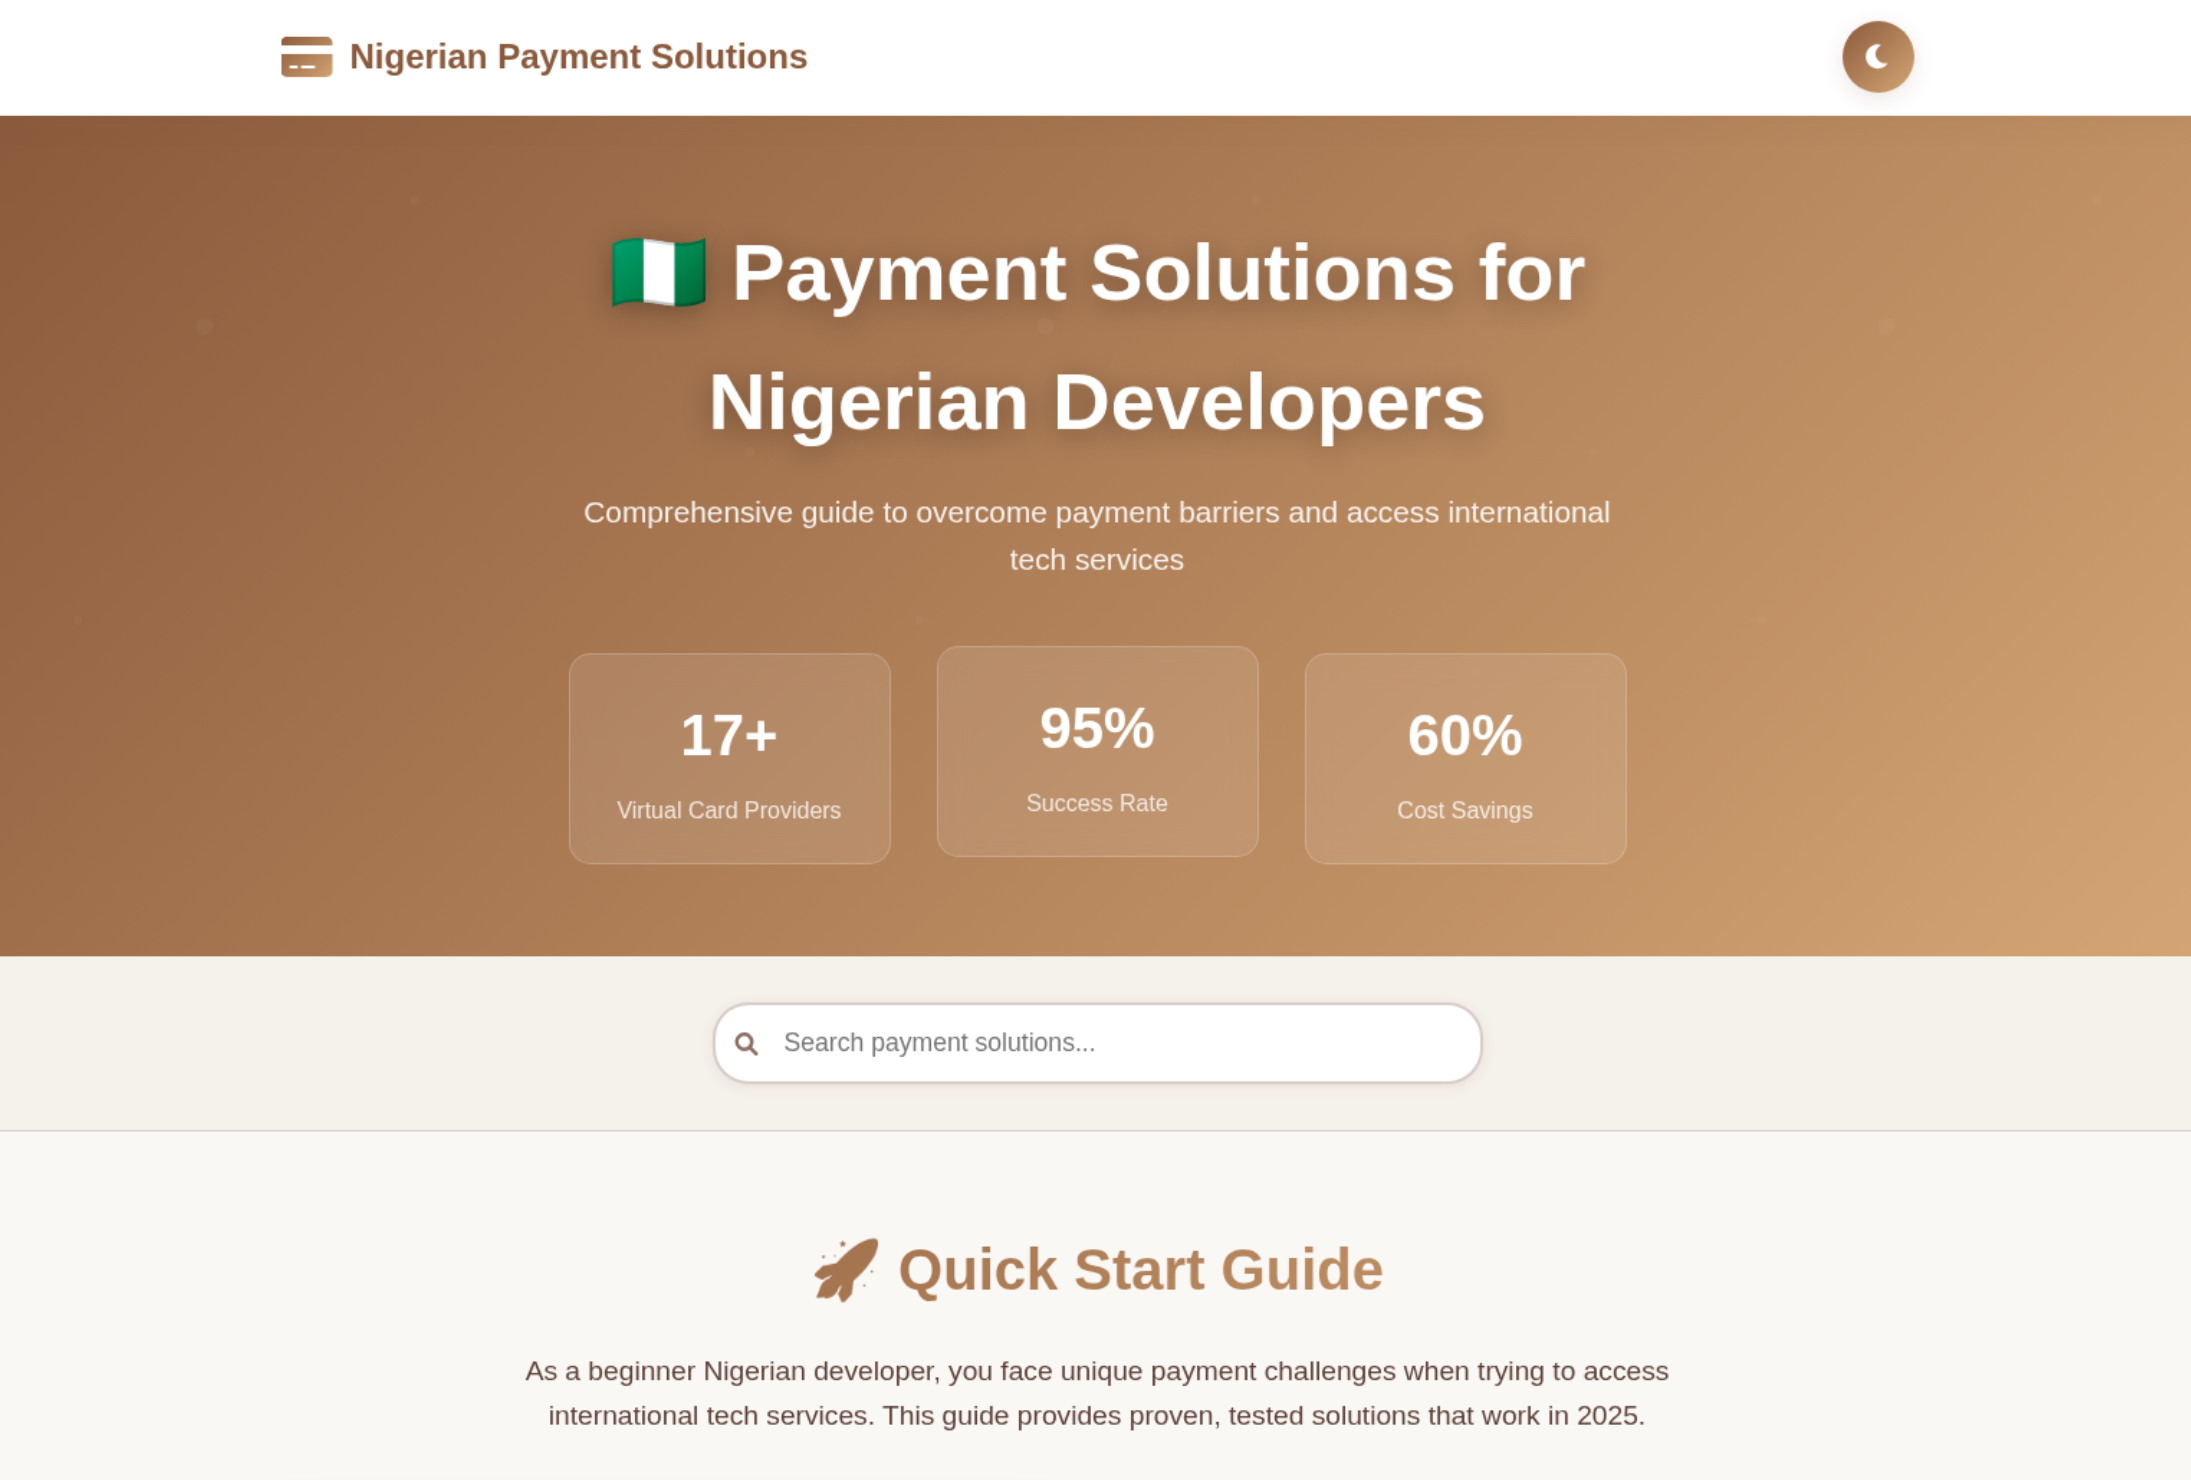 Nigerian Payment Solutions
🇳🇬 Payment Solutions for
Nigerian Developers
Comprehensive guide to overcome payment barriers and access international
tech services
17+
Virtual Card Providers
95%
Success Rate
60%
Cost Savings
Search payment solutions...
Quick Start Guide
As a beginner Nigerian developer, you face unique payment challenges when trying to access
international tech services. This guide provides proven, tested solutions that work in 2025.